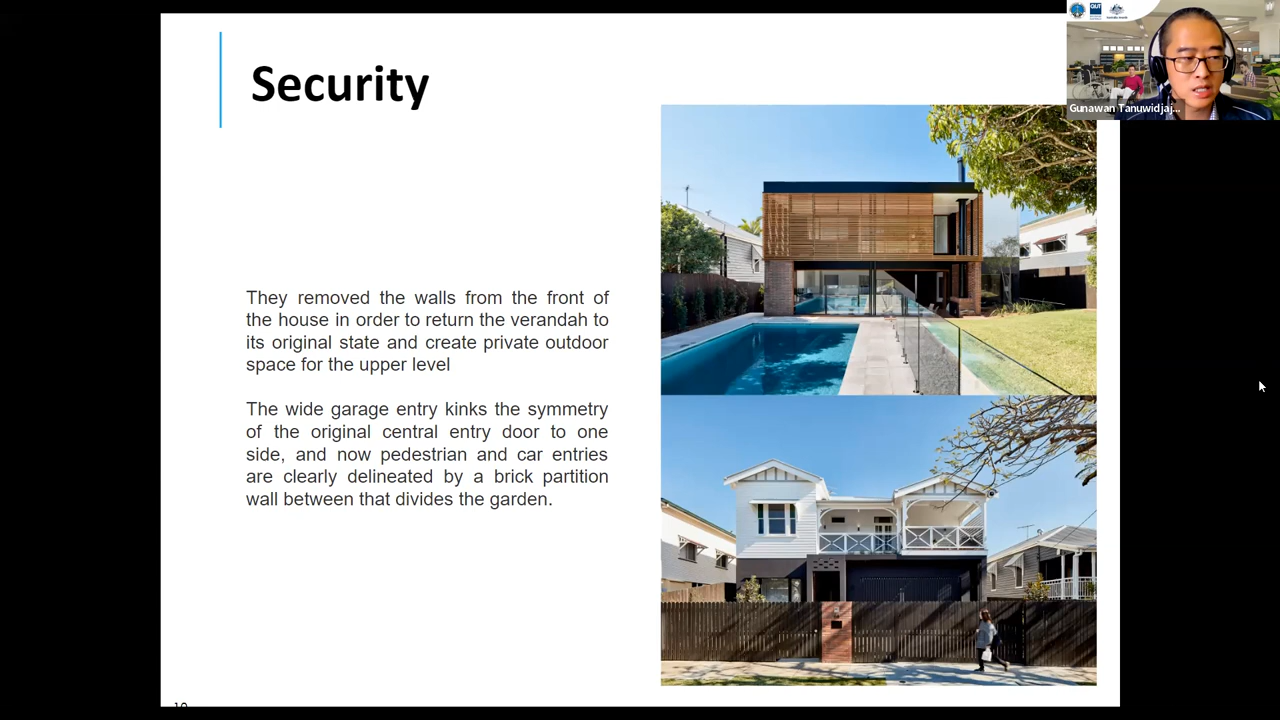 Security
Gunawan Tanuwidjaj...
They removed the walls from the front of
the house in order to return the verandah to
its original state and create private outdoor
space for the upper level
The wide garage entry kinks the symmetry
of the original central entry door to one
side, and now pedestrian and car entries
are clearly delineated by a brick partition
wall between that divides the garden.